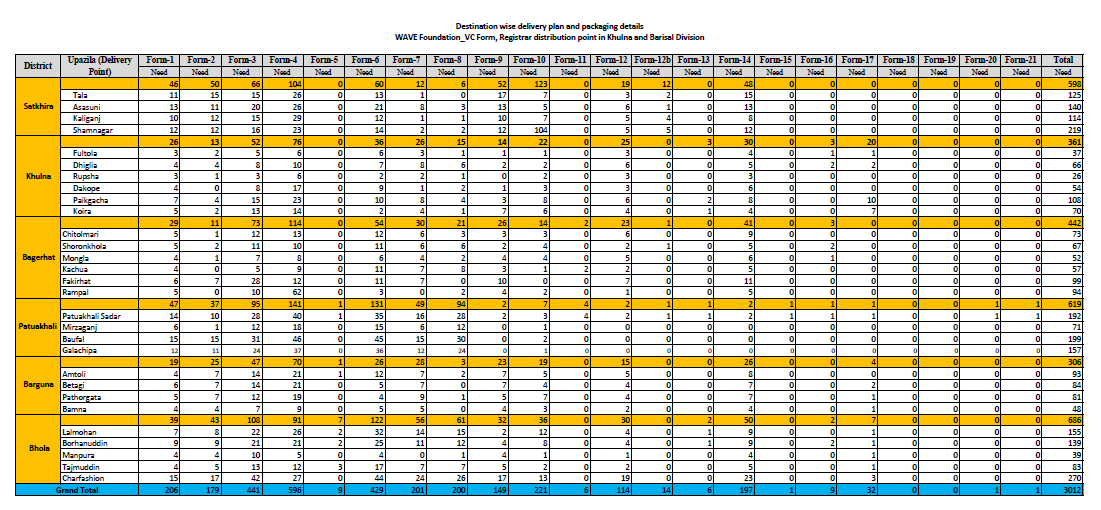 Destination wise delivery plan and packaging details
WAVE Foundation_VC Form, Registrar distribution point in Khulna and Barisal Division
District Upazila (Delivery Point) Form-1 Form-2 Form-3 Form-4 Form-5 Form-6 Form-7 Form-8 Form-9 Form-10 Form-11 Form-12 Form-12b Form-13 Form-14 Form-15 Form-16 Form-17 Form-18 Form-19 Form-20 Form-21 Total
Need Need Need Need Need Need Need Need Need Need Need Need Need Need Need Need Need Need Need Need Need Need Need
Satkhira 46 50 66 104 0 60 12 6 52 123 0 19 12 0 48 0 0 0 0 0 0 0 598
Tala 11 15 15 26 0 13 1 0 17 7 0 3 2 0 15 0 0 0 0 0 0 0 125
Asasuni 13 11 20 26 0 21 8 3 13 5 0 6 1 0 13 0 0 0 0 0 0 0 140
Kaliganj 10 12 15 29 0 12 1 1 10 7 0 5 4 0 8 0 0 0 0 0 0 0 114
Shamnagar 12 12 16 23 0 14 2 2 12 104 0 5 5 0 12 0 0 0 0 0 0 0 219
Khulna 26 13 52 76 0 36 26 15 14 22 0 25 0 3 30 0 3 20 0 0 0 0 361
Fultola 3 2 5 6 0 6 3 1 1 1 0 3 0 0 4 0 1 1 0 0 0 0 37
Dhiglia 4 4 8 10 0 7 8 6 2 2 0 6 0 0 5 0 2 2 0 0 0 0 66
Rupsha 3 1 3 6 0 2 2 1 0 2 0 3 0 0 3 0 0 0 0 0 0 0 26
Dakope 4 0 8 17 0 9 1 2 1 3 0 3 0 0 6 0 0 0 0 0 0 0 54
Paikgacha 7 4 15 23 0 10 8 4 3 8 0 6 0 2 8 0 0 10 0 0 0 0 108
Koira 5 2 13 14 0 2 4 1 7 6 0 4 0 1 4 0 0 7 0 0 0 0 70
Bagerhat 29 11 73 114 0 54 30 21 26 14 2 23 1 0 41 0 3 0 0 0 0 0 442
Chitolmari 5 1 12 13 0 12 6 3 3 3 0 6 0 0 9 0 0 0 0 0 0 0 73
Shoronkhola 5 2 11 10 0 11 6 6 2 4 0 2 1 0 5 0 2 0 0 0 0 0 67
Mongla 4 1 7 8 0 6 4 2 4 4 0 5 0 0 6 0 1 0 0 0 0 0 52
Kachua 4 0 5 9 0 11 7 8 3 1 2 2 0 0 5 0 0 0 0 0 0 0 57
Fakirhat 6 7 28 12 0 11 7 0 10 0 0 7 0 0 11 0 0 0 0 0 0 0 99
Rampal 5 0 10 62 0 3 0 2 4 2 0 1 0 0 5 0 0 0 0 0 0 0 94
Patuakhali 47 37 95 141 1 131 49 94 2 7 4 2 1 1 2 1 1 1 0 0 1 1 619
Patuakhali Sadar 14 10 28 40 1 35 16 28 2 3 4 2 1 1 2 1 1 1 0 0 1 1 192
Mirzaganj 6 1 12 18 0 15 6 12 0 1 0 0 0 0 0 0 0 0 0 0 0 0 71
Baufal 15 15 31 46 0 45 15 30 0 2 0 0 0 0 0 0 0 0 0 0 0 0 199
Galachipa 12 11 24 37 0 36 12 24 0 1 0 0 0 0 0 0 0 0 0 0 0 0 157
Barguna 19 25 47 70 1 26 28 3 23 19 0 15 0 0 26 0 0 4 0 0 0 0 306
Amtoli 4 7 14 21 1 12 7 2 7 5 0 5 0 0 8 0 0 0 0 0 0 0 93
Betagi 6 7 14 21 0 5 7 0 7 4 0 4 0 0 7 0 0 2 0 0 0 0 84
Pathorgata 5 7 12 19 0 4 9 1 5 7 0 4 0 0 7 0 0 1 0 0 0 0 81
Bamna 4 4 7 9 0 5 5 0 4 3 0 2 0 0 4 0 0 1 0 0 0 0 48
Bhola 39 43 108 91 7 122 56 61 32 36 0 30 0 2 50 0 2 7 0 0 0 0 686
Lalmohan 7 8 22 26 2 32 14 15 2 12 0 4 0 1 9 0 0 1 0 0 0 0 155
Borhanuddin 9 9 21 21 2 25 11 12 4 8 0 4 0 1 9 0 2 1 0 0 0 0 139
Manpura 4 4 10 5 0 4 0 1 4 1 0 1 0 0 4 0 0 1 0 0 0 0 39
Tajmuddin 4 5 13 12 3 17 7 7 5 2 0 2 0 0 5 0 0 1 0 0 0 0 83
Charfashion 15 17 42 27 0 44 24 26 17 13 0 19 0 0 23 0 0 3 0 0 0 0 270
Grand Total 206 179 441 596 9 429 201 200 149 221 6 114 14 6 197 1 9 32 0 0 1 1 3012